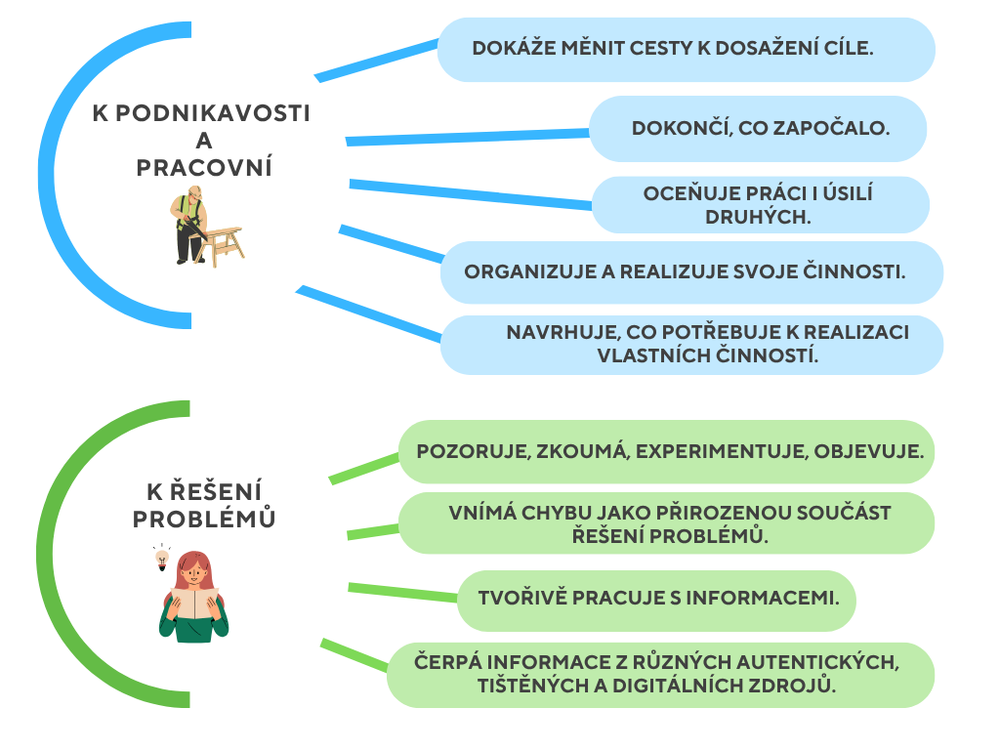 K PODNIKAVOSTI
A
PRACOVNÍ
DOKÁŽE MĚNIT CESTY K DOSAŽENÍ CÍLE.
DOKONČÍ, CO ZAPOČALO.
OCEŇUJE PRÁCI I ÚSILÍ
DRUHÝCH.
ORGANIZUJE A REALIZUJE SVOJE ČINNOSTI.
NAVRHUJE, CO POTŘEBUJE K REALIZACI
VLASTNÍCH ČINNOSTÍ.
K ŘEŠENÍ
PROBLÉMŮ
POZORUJE, ZKOUMÁ, EXPERIMENTUJE, OBJEVUJE.
VNÍMÁ CHYBU JAKO PŘIROZENOU SOUČÁST
ŘEŠENÍ PROBLÉMŮ.
TVOŘIVĚ PRACUJE S INFORMACEMI.
ČERPÁ INFORMACE Z RŮZNÝCH AUTENTICKÝCH,
TIŠTĚNÝCH A DIGITÁLNÍCH ZDROJŮ.